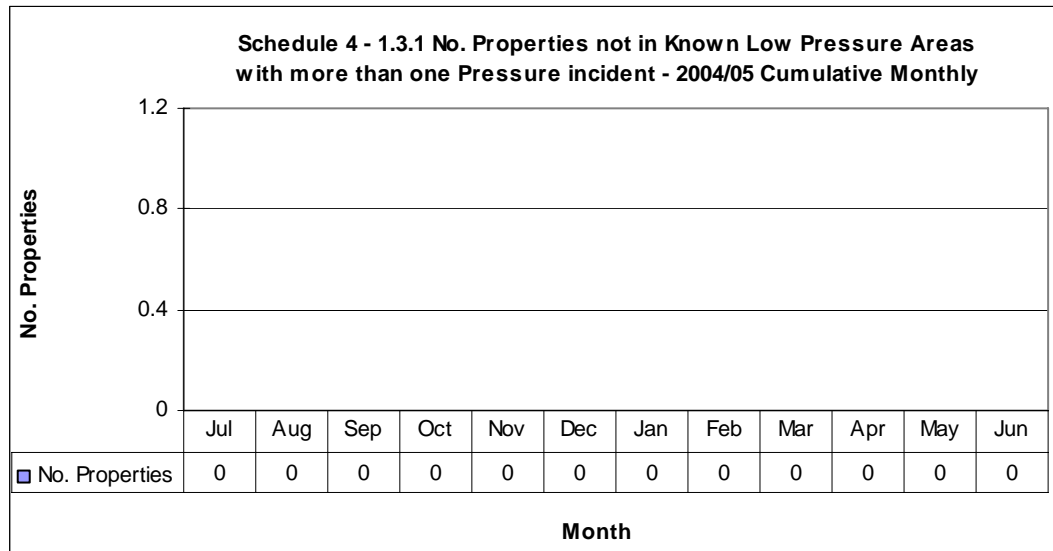 Schedule 4 - 1.3.1 No. Properties not in Known Low Pressure Areas
with more than one Pressure incident - 2004/05 Cumulative Monthly
No. Properties
1.2
0.8
0.4
0
Jul Aug Sep Oct Nov Dec Jan Feb Mar Apr May Jun
No. Properties 0 0 0 0 0 0 0 0 0 0 0 0
Month